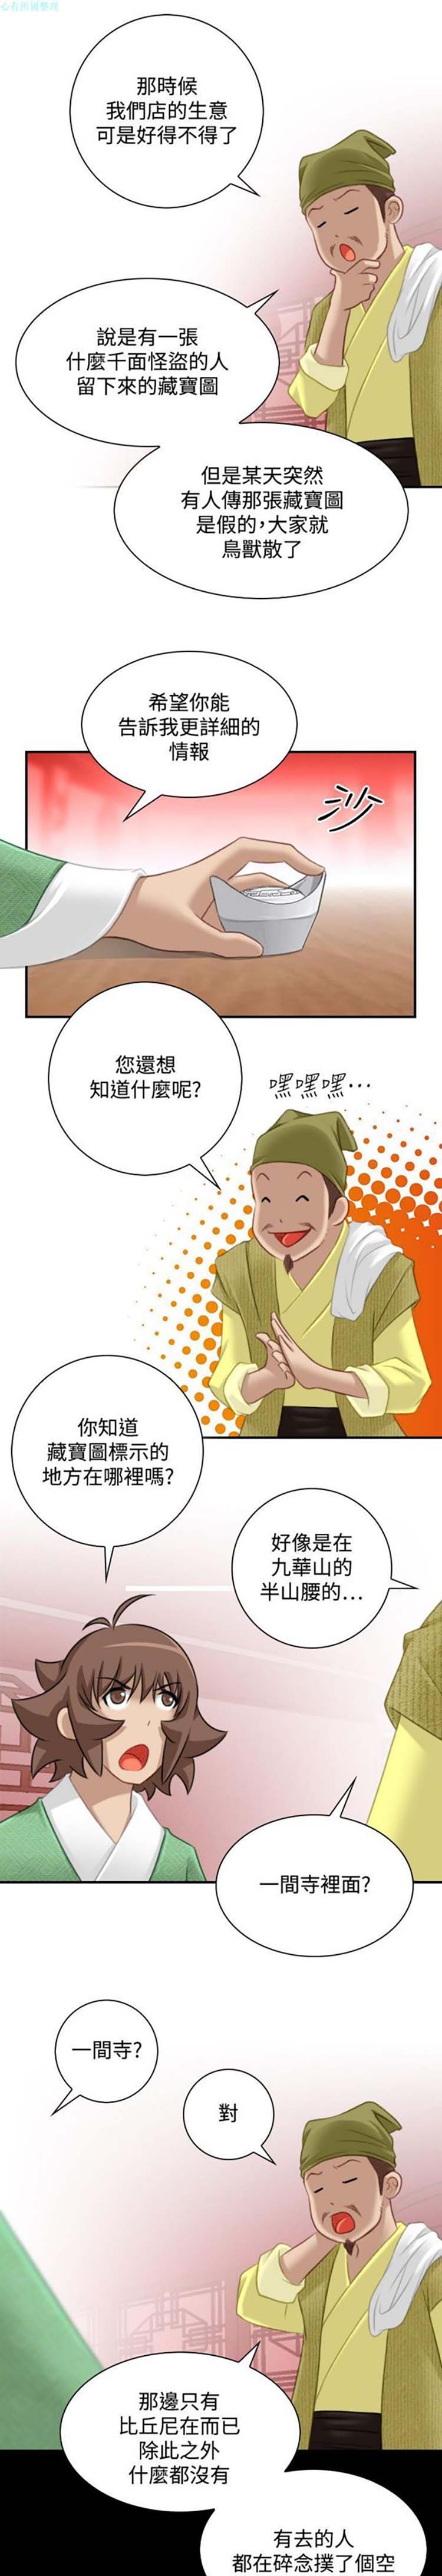 心有所園整理
那時候
我們店的生意
可是好得不得了
說是有一張
什麼千面怪盜的人
留下來的藏寶圖
但是某天突然
有人傳那張藏寶圖
是假的,大家就
鳥獸散了
希望你能
告訴我更詳細的
情報
沙
您還想
知道什麼呢?
嘿嘿嘿...
你知道
藏寶圖標示的
地方在哪裡嗎?
好像是在
九華山的
半山腰的...
一間寺裡面?
一間寺?
對
那邊只有
比丘尼在而已
除此之外
什麼都沒有
有去的人
都在碎念撲了個空